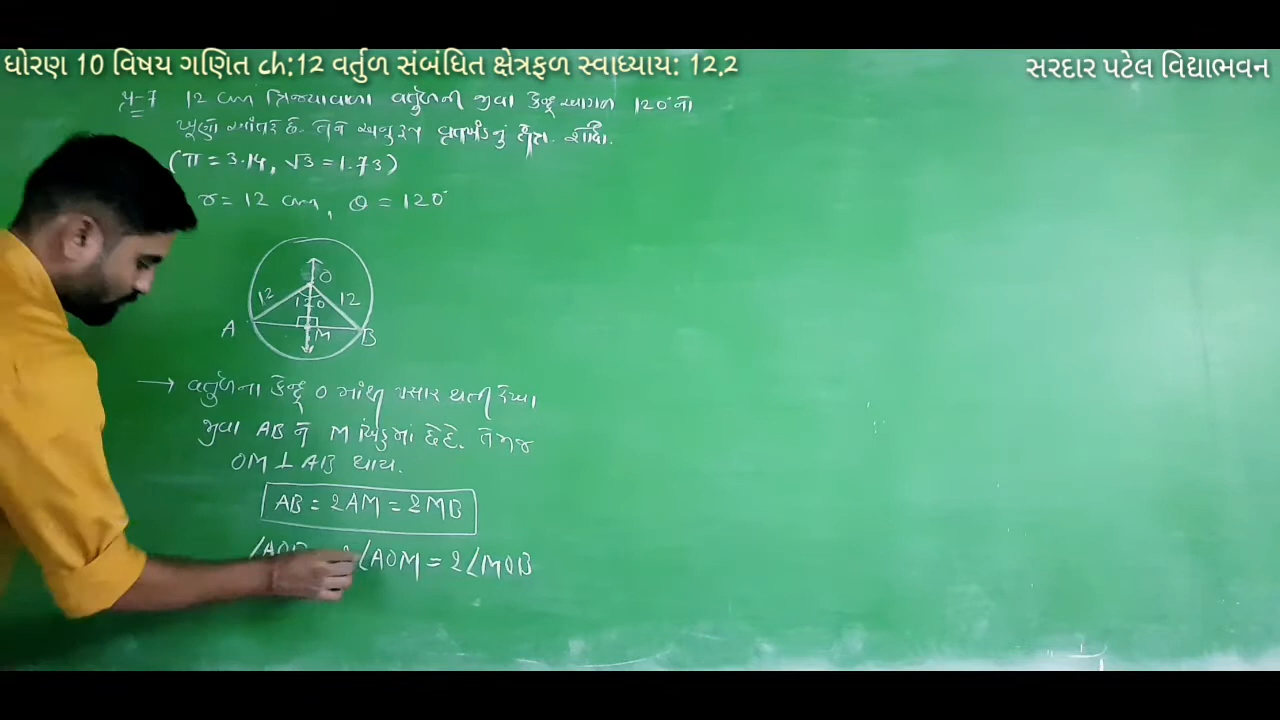 ધોરણ 10 વિષય ગણિત ch:12 વર્તુળ સંબંધિત ક્ષેત્રફળ સ્વાધ્યાય: 12.2
સરદાર પટેલ વિદ્યાભવન
પ્ર-7 12 cm ત્રિજ્યાવાળા વર્તુળની જીવા કેન્દ્ર આગળ 120° નો
ખૂણો આંતરે છે. તેને અનુરૂપ વૃતખંડનું ક્ષેત્ર. શોધો.
(π = 3.14, √3 = 1.73)
r = 12 cm, θ = 120°
O
12
120
12
A
M
B
→ વર્તુળના કેન્દ્ર O માંથી પસાર થતી રેખા
જીવા AB ને M બિંદુમાં છેદે. તેમજ
OM ⊥ AB થાય.
AB = 2AM = 2MB
∠AOM = 2∠MOB